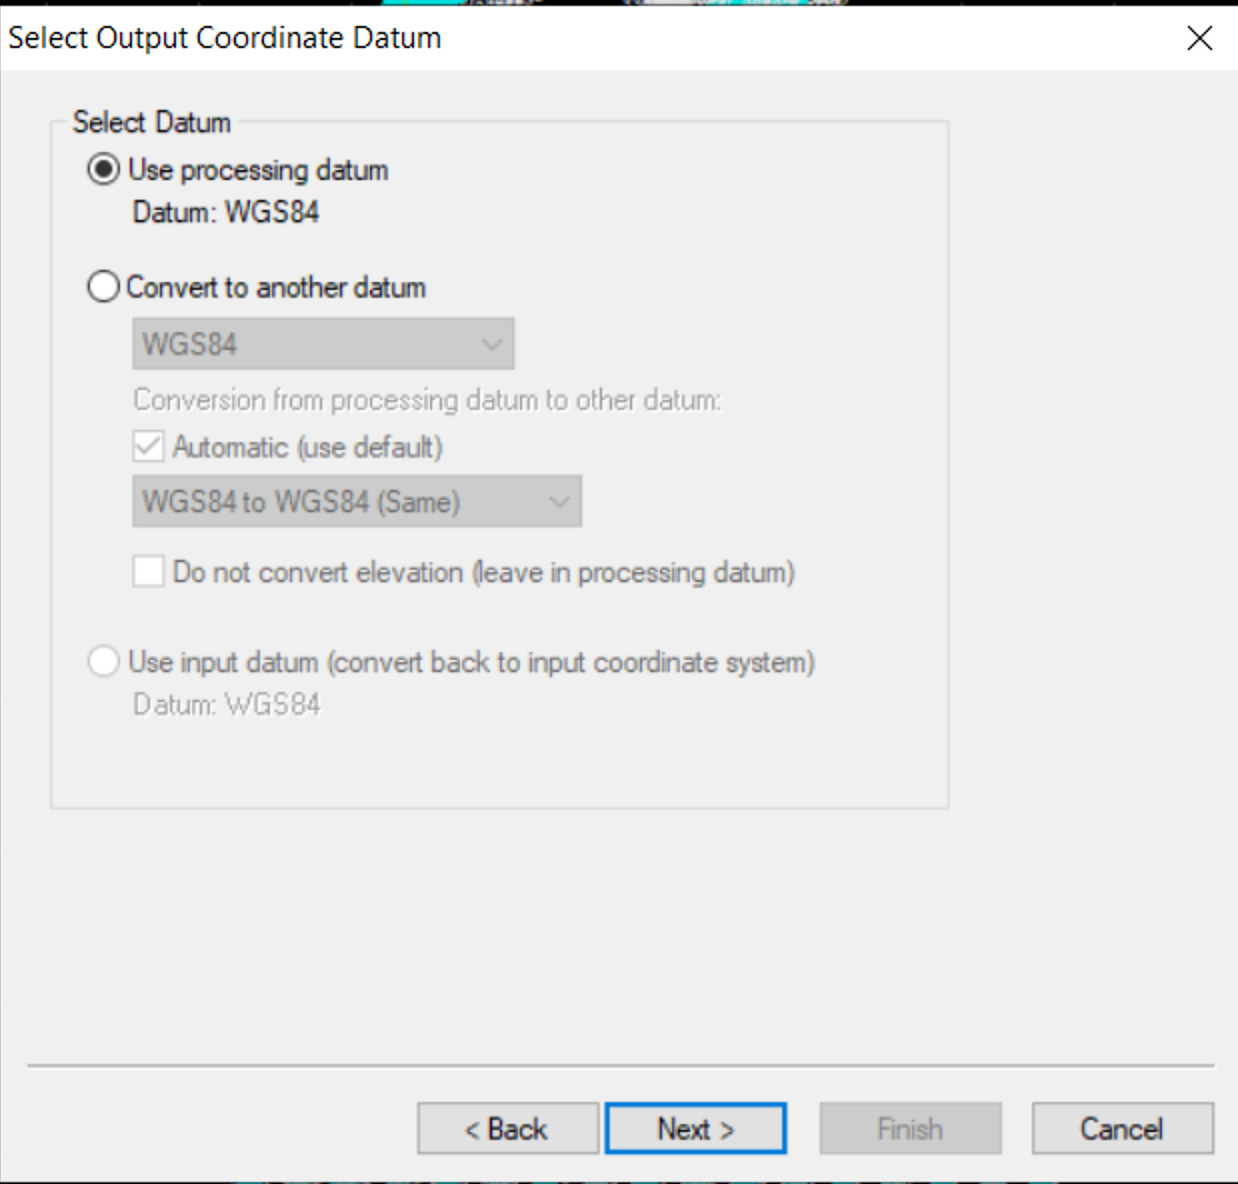 Select Output Coordinate Datum
Select Datum
Use processing datum
Datum: WGS84
Convert to another datum
WGS84
Conversion from processing datum to other datum:
Automatic (use default)
WGS84 to WGS84 (Same)
Do not convert elevation (leave in processing datum)
Use input datum (convert back to input coordinate system)
Datum: WGS84
< Back
Next >
Finish
Cancel